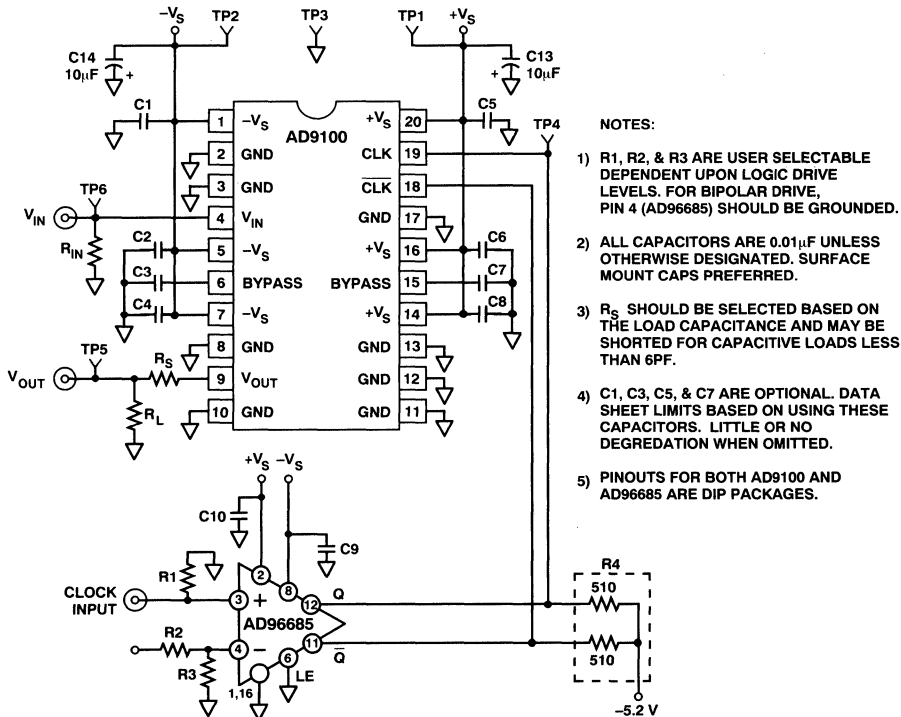 −VS TP2 TP3 TP1 +VS
C14
10µF
+
C13
10µF
+
C1
C5
AD9100
1 −VS +VS 20
TP4
2 GND CLK 19
3 GND CLK 18
TP6
VIN
4 VIN GND 17
RIN
C2
C6
5 −VS +VS 16
C3
C7
6 BYPASS BYPASS 15
C4
C8
7 −VS +VS 14
8 GND GND 13
TP5
VOUT
RS
9 VOUT GND 12
RL
10 GND GND 11
NOTES:
1) R1, R2, & R3 ARE USER SELECTABLE
DEPENDENT UPON LOGIC DRIVE
LEVELS. FOR BIPOLAR DRIVE,
PIN 4 (AD96685) SHOULD BE GROUNDED.
2) ALL CAPACITORS ARE 0.01µF UNLESS
OTHERWISE DESIGNATED. SURFACE
MOUNT CAPS PREFERRED.
3) RS SHOULD BE SELECTED BASED ON
THE LOAD CAPACITANCE AND MAY BE
SHORTED FOR CAPACITIVE LOADS LESS
THAN 6PF.
4) C1, C3, C5, & C7 ARE OPTIONAL. DATA
SHEET LIMITS BASED ON USING THESE
CAPACITORS. LITTLE OR NO
DEGREDATION WHEN OMITTED.
5) PINOUTS FOR BOTH AD9100 AND
AD96685 ARE DIP PACKAGES.
+VS −VS
C10
C9
R1
2
8
CLOCK
INPUT
3 +
12 Q
AD96685
R2
4 −
11 Q
R3
6 LE
1,16
R4
510
510
−5.2 V